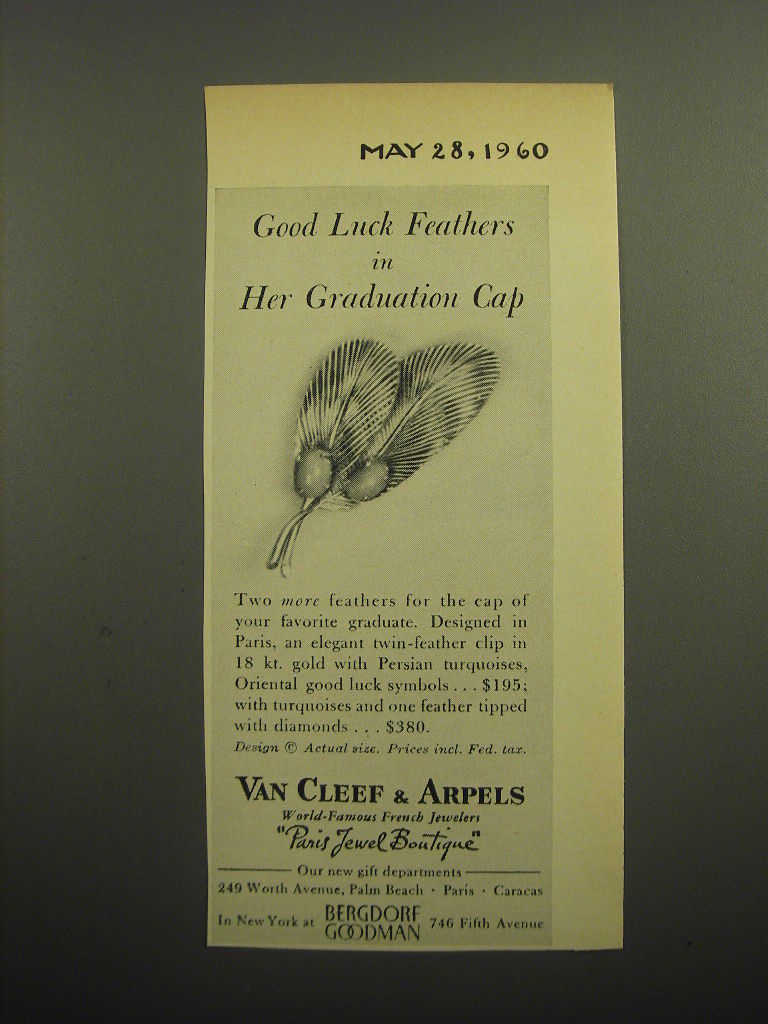 MAY 28, 1960
Good Luck Feathers
in
Her Graduation Cap
Two more feathers for the cap of
your favorite graduate. Designed in
Paris, an elegant twin-feather clip in
18 kt. gold with Persian turquoises,
Oriental good luck symbols . . . $195;
with turquoises and one feather tipped
with diamonds . . . $380.
Design © Actual size. Prices incl. Fed. tax.
VAN CLEEF & ARPELS
World-Famous French Jewelers
"Paris Jewel Boutique"
Our new gift departments
249 Worth Avenue, Palm Beach · Paris · Caracas
In New York at BERGDORF GOODMAN 746 Fifth Avenue